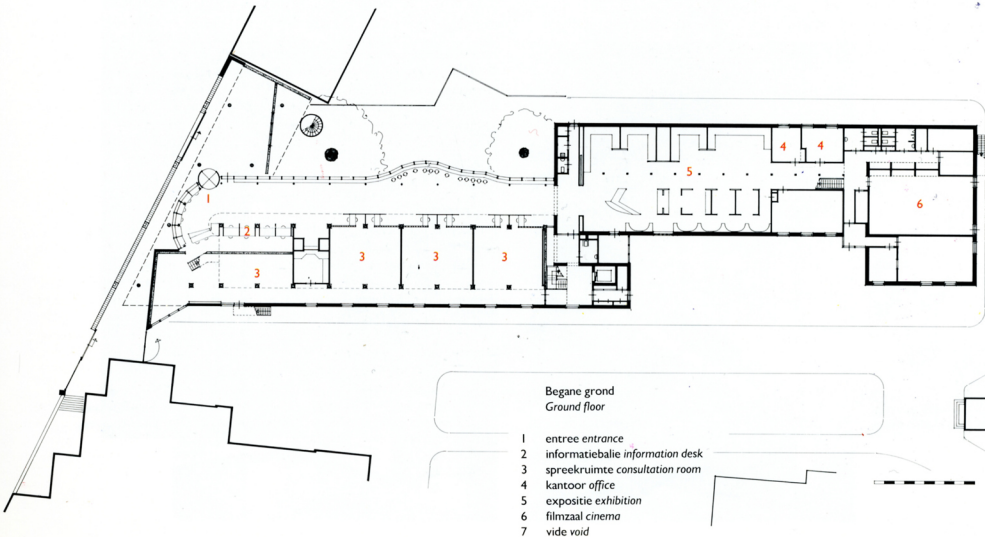 4
4
5
1
6
2
3
3
3
3
Begane grond
Ground floor
1 entree entrance
2 informatiebalie information desk
3 spreekruimte consultation room
4 kantoor office
5 expositie exhibition
6 filmzaal cinema
7 vide void